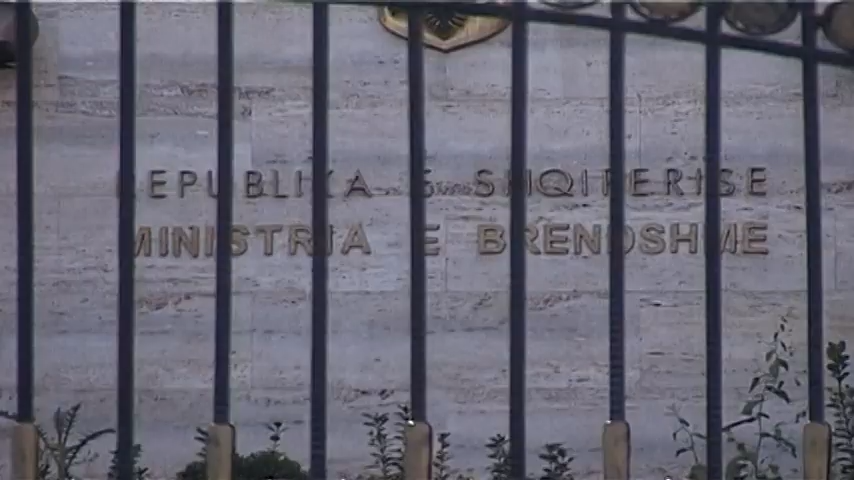 REPUBLIKA E SHQIPERISE
MINISTRIA E BRENDSHME